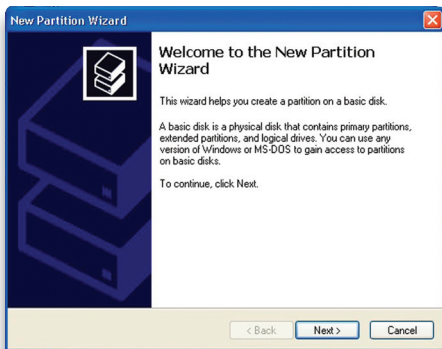 New Partition Wizard
Welcome to the New Partition
Wizard
This wizard helps you create a partition on a basic disk.
A basic disk is a physical disk that contains primary partitions,
extended partitions, and logical drives. You can use any
version of Windows or MS-DOS to gain access to partitions
on basic disks.
To continue, click Next.
< Back Next > Cancel